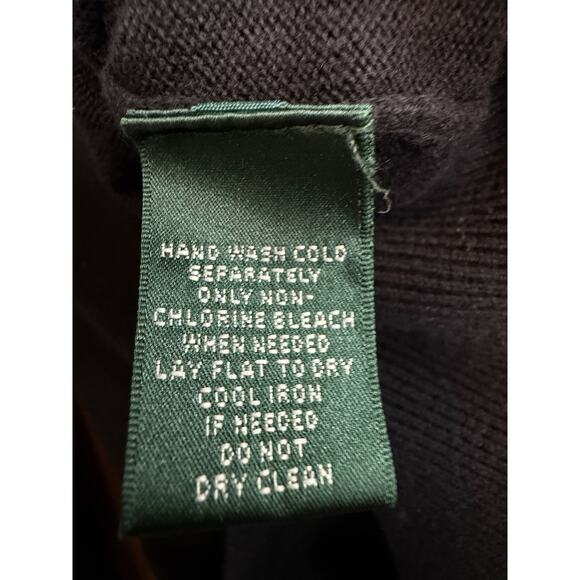 HAND WASH COLD
SEPARATELY
ONLY NON-
CHLORINE BLEACH
WHEN NEEDED
LAY FLAT TO DRY
COOL IRON
IF NEEDED
DO NOT
DRY CLEAN